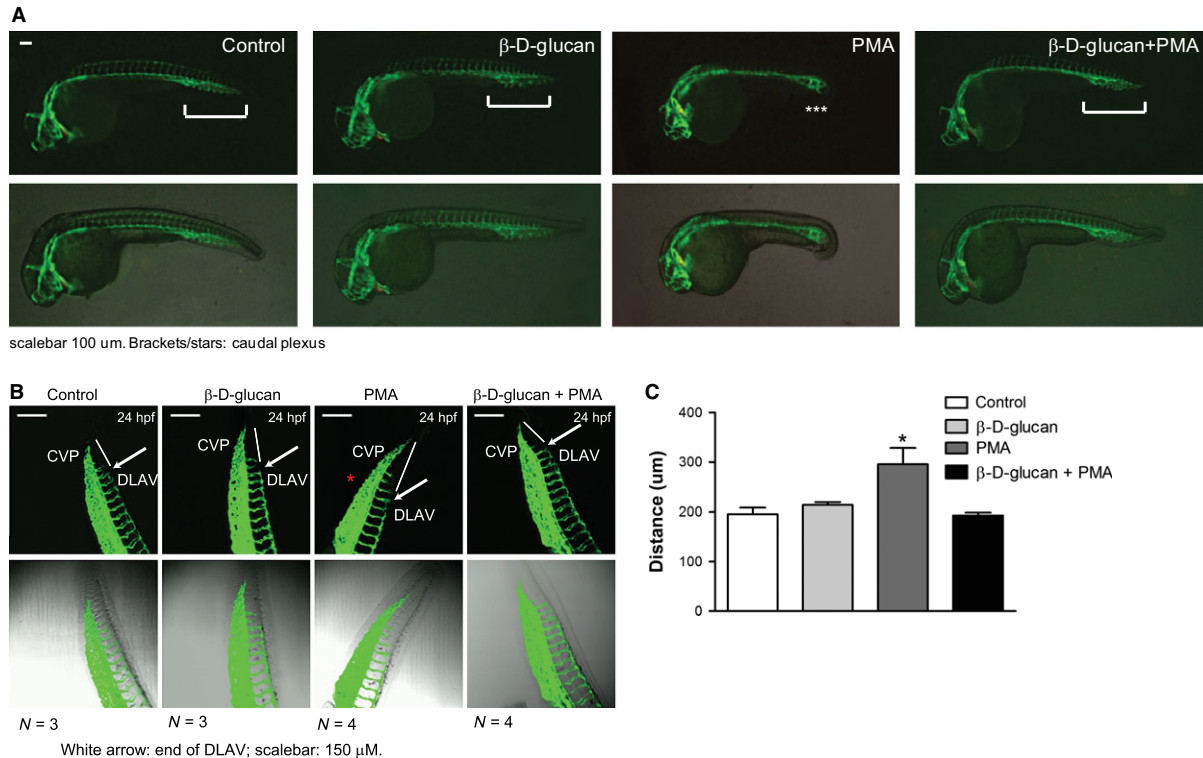 A
Control
β-D-glucan
PMA
β-D-glucan+PMA
***
scalebar 100 um. Brackets/stars: caudal plexus
B
Control
β-D-glucan
PMA
β-D-glucan + PMA
24 hpf
24 hpf
24 hpf
24 hpf
CVP
DLAV
CVP
DLAV
CVP
*
DLAV
CVP
DLAV
N = 3
N = 3
N = 4
N = 4
White arrow: end of DLAV; scalebar: 150 μM.
C
Distance (um)
400
300
200
100
0
*
Control
β-D-glucan
PMA
β-D-glucan + PMA